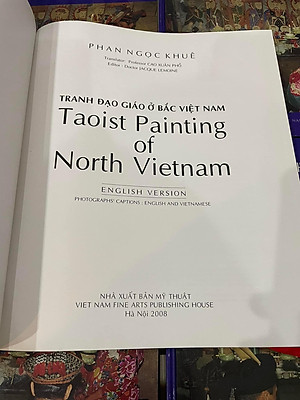 PHAN NGỌC KHUÊ
Translator : Professor CAO XUÂN PHỔ
Editor : Doctor JACQUE LEMOINE
TRANH ĐẠO GIÁO Ở BẮC VIỆT NAM
Taoist Painting
of
North Vietnam
ENGLISH VERSION
PHOTOGRAPHS' CAPTIONS : ENGLISH AND VIETNAMESE
NHÀ XUẤT BẢN MỸ THUẬT
VIET NAM FINE ARTS PUBLISHING HOUSE
Hà Nội 2008